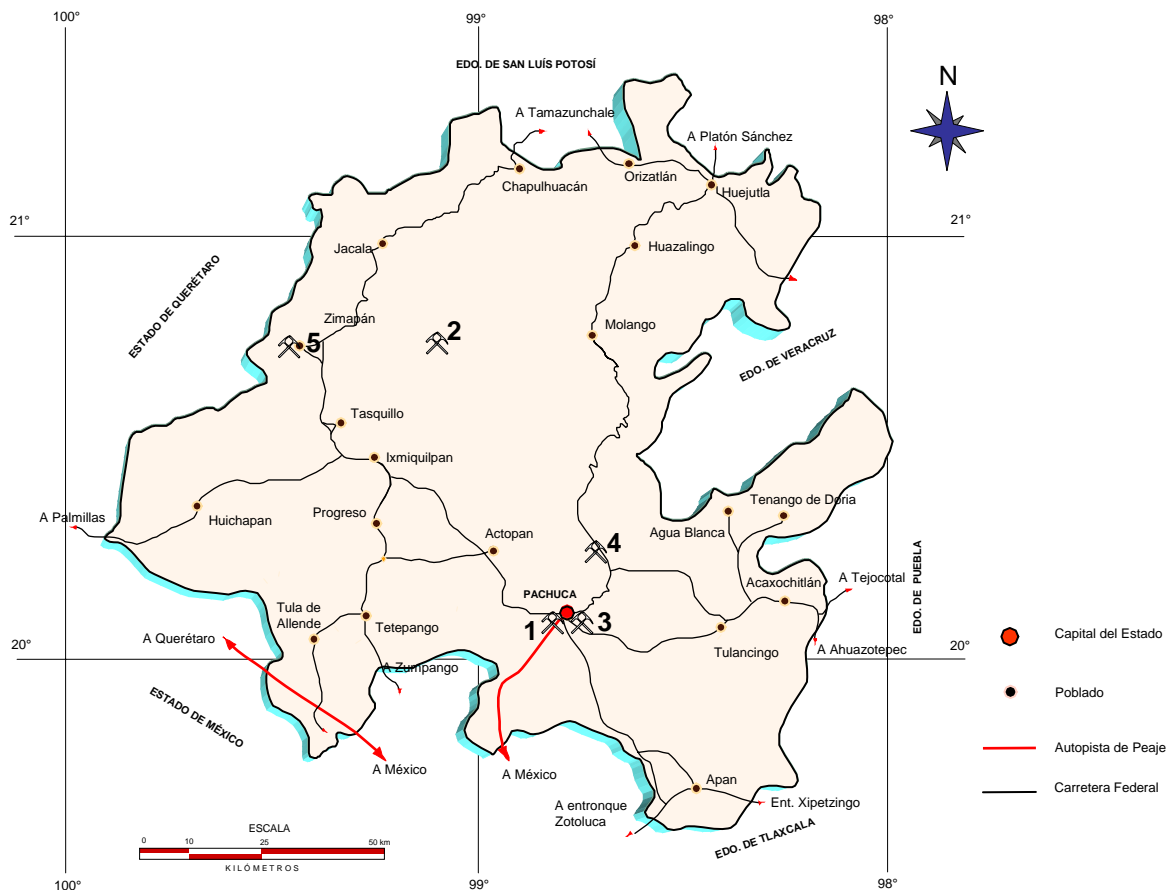 100°
99°
98°
EDO. DE SAN LUÍS POTOSÍ
N
A Tamazunchale
A Platón Sánchez
Chapulhuacán
Orizatlán
Huejutla
21°
21°
Jacala
Huazalingo
ESTADO DE QUERÉTARO
Zimapán
5
2
Molango
EDO. DE VERACRUZ
Tasquillo
Ixmiquilpan
Tenango de Doria
A Palmillas
Huichapan
Progreso
Actopan
Agua Blanca
4
EDO. DE PUEBLA
A Tejocotal
Acaxochitlán
PACHUCA
Tula de
Allende
Tetepango
1
3
Tulancingo
A Querétaro
A Ahuazotepec
Capital del Estado
20°
20°
A Zumpango
Poblado
ESTADO DE MÉXICO
Autopista de Peaje
A México
A México
Apan
Carretera Federal
Ent. Xipetzingo
A entronque
Zotoluca
EDO. DE TLAXCALA
ESCALA
0 10 25 50 km
KILÓMETROS
100°
99°
98°